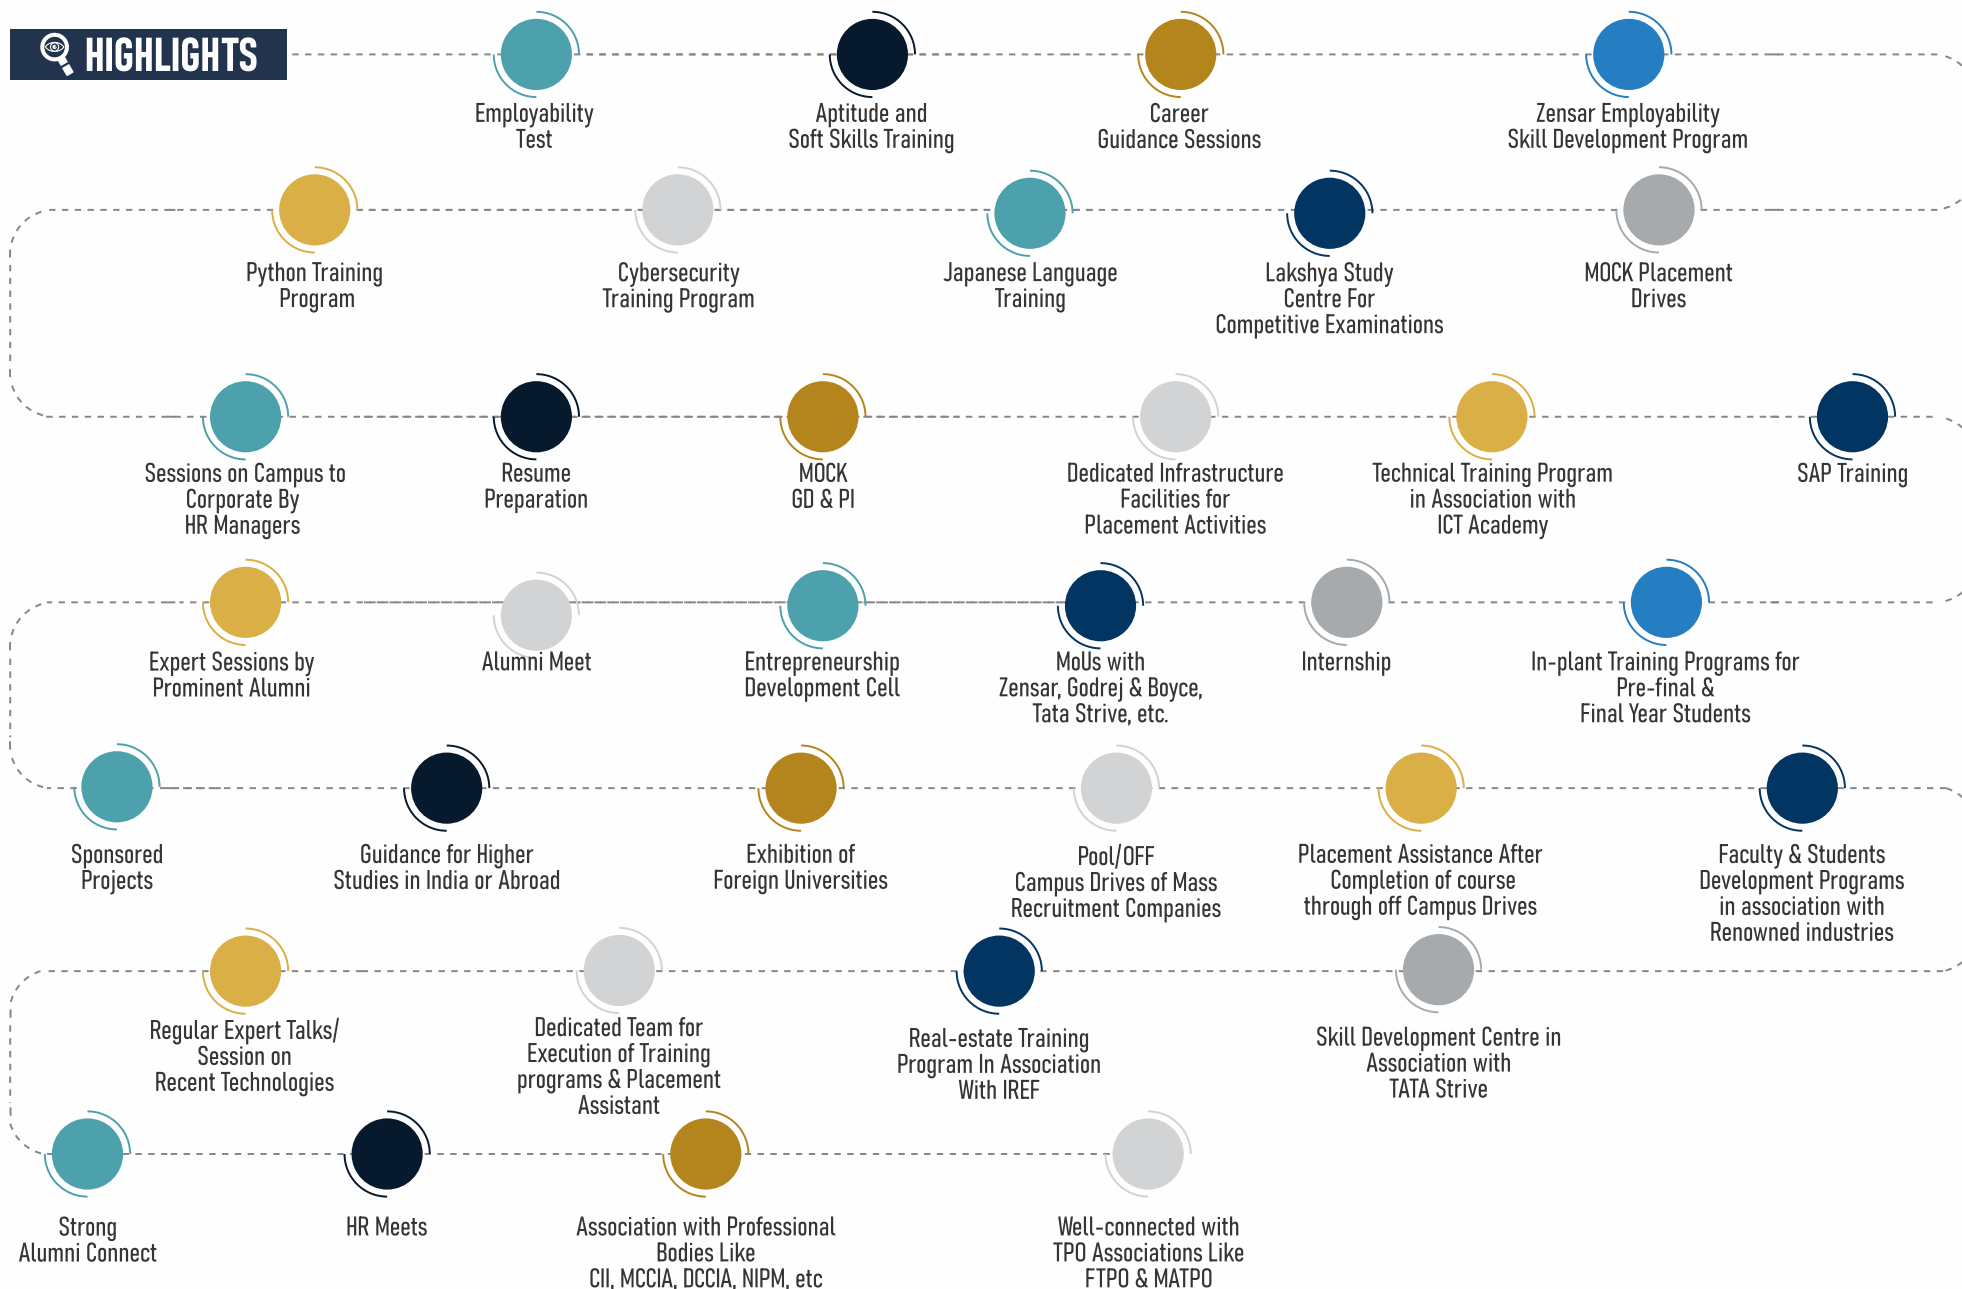 HIGHLIGHTS
Employability
Test
Aptitude and
Soft Skills Training
Career
Guidance Sessions
Zensar Employability
Skill Development Program
Python Training
Program
Cybersecurity
Training Program
Japanese Language
Training
Lakshya Study
Centre For
Competitive Examinations
MOCK Placement
Drives
Sessions on Campus to
Corporate By
HR Managers
Resume
Preparation
MOCK
GD & PI
Dedicated Infrastructure
Facilities for
Placement Activities
Technical Training Program
in Association with
ICT Academy
SAP Training
Expert Sessions by
Prominent Alumni
Alumni Meet
Entrepreneurship
Development Cell
MoUs with
Zensar, Godrej & Boyce,
Tata Strive, etc.
Internship
In-plant Training Programs for
Pre-final &
Final Year Students
Sponsored
Projects
Guidance for Higher
Studies in India or Abroad
Exhibition of
Foreign Universities
Pool/OFF
Campus Drives of Mass
Recruitment Companies
Placement Assistance After
Completion of course
through off Campus Drives
Faculty & Students
Development Programs
in association with
Renowned industries
Regular Expert Talks/
Session on
Recent Technologies
Dedicated Team for
Execution of Training
programs & Placement
Assistant
Real-estate Training
Program In Association
With IREF
Skill Development Centre in
Association with
TATA Strive
Strong
Alumni Connect
HR Meets
Association with Professional
Bodies Like
CII, MCCIA, DCCIA, NIPM, etc
Well-connected with
TPO Associations Like
FTPO & MATPO